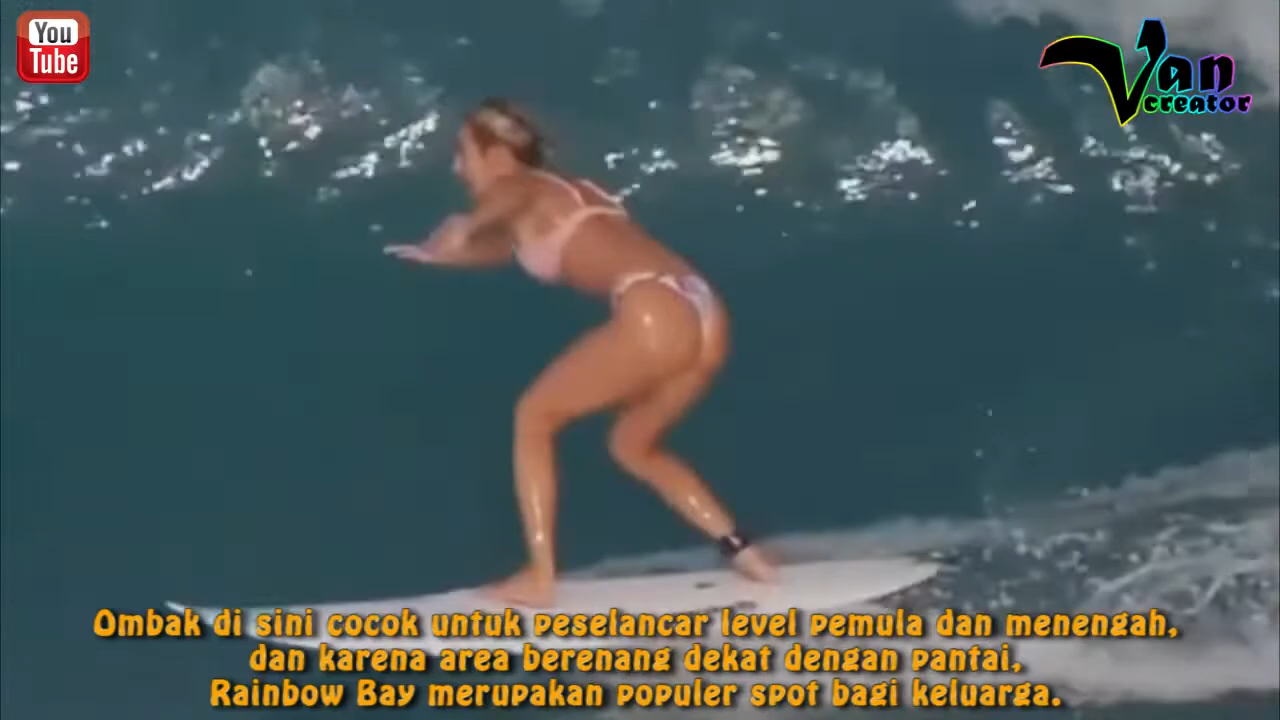 You
Tube
Van
creator
Ombak di sini cocok untuk peselancar level pemula dan menengah,
dan karena area berenang dekat dengan pantai,
Rainbow Bay merupakan populer spot bagi keluarga.